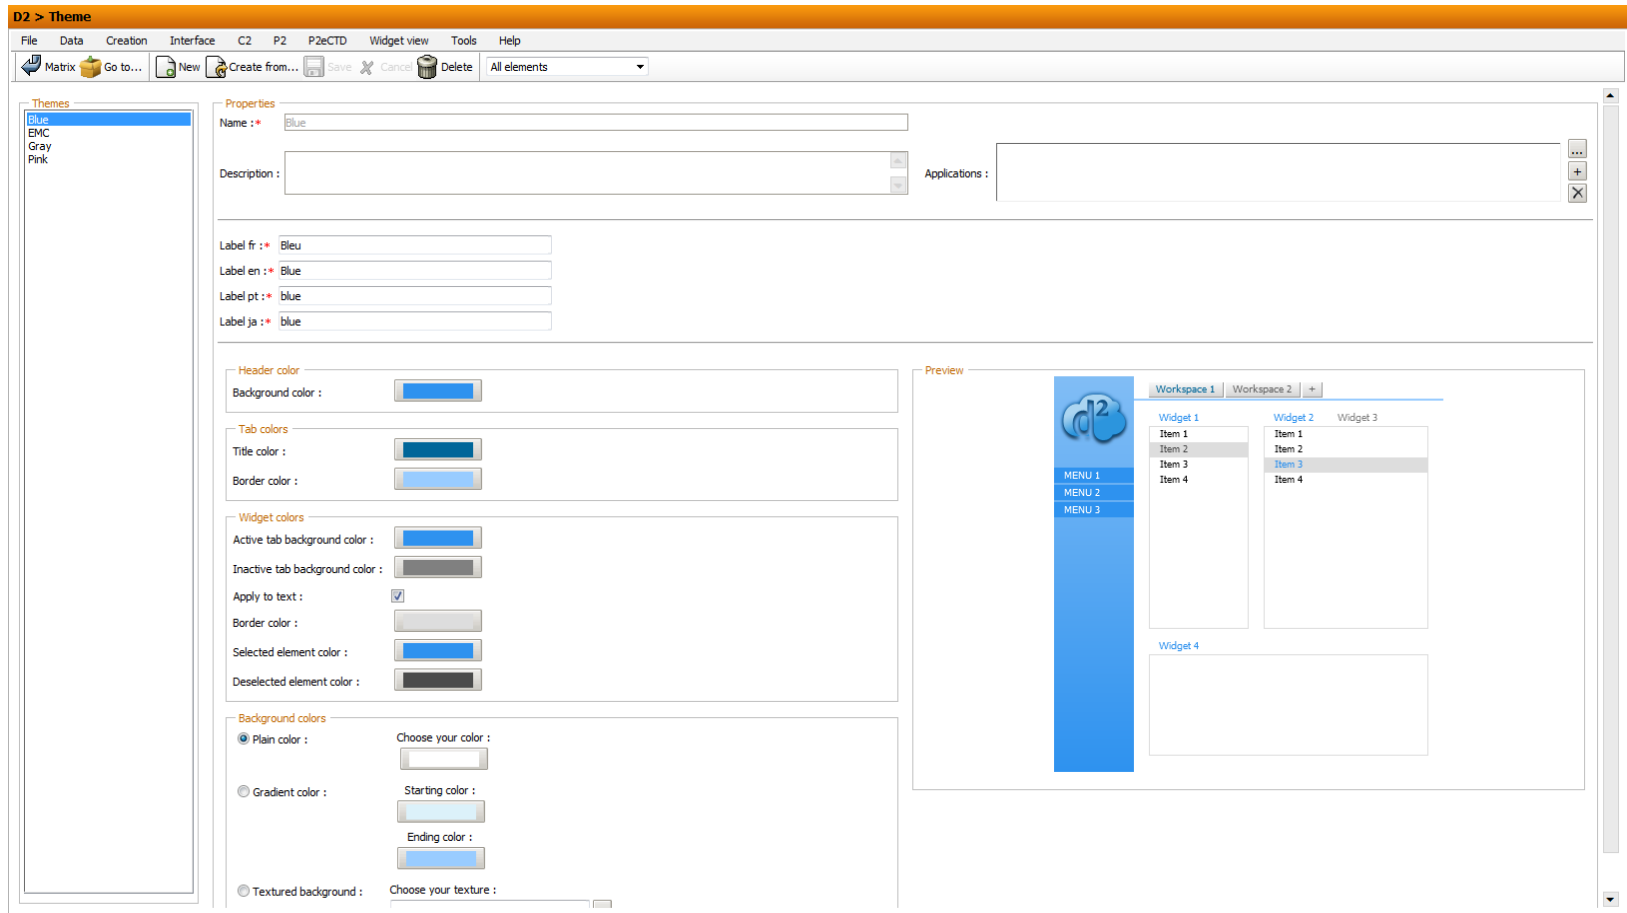 D2 > Theme
File Data Creation Interface C2 P2 P2eCTD Widget view Tools Help
Matrix Go to... New Create from... Save Cancel Delete All elements
Themes
Blue
EMC
Gray
Pink
Properties
Name :* Blue
Description :
Applications :
...
+
Label fr :* Bleu
Label en :* Blue
Label pt :* blue
Label ja :* blue
Header color
Background color :
Tab colors
Title color :
Border color :
Widget colors
Active tab background color :
Inactive tab background color :
Apply to text :
Border color :
Selected element color :
Deselected element color :
Background colors
Plain color : Choose your color :
Gradient color : Starting color :
Ending color :
Textured background : Choose your texture :
Preview
d2
MENU 1
MENU 2
MENU 3
Workspace 1 Workspace 2 +
Widget 1
Item 1
Item 2
Item 3
Item 4
Widget 2 Widget 3
Item 1
Item 2
Item 3
Item 4
Widget 4